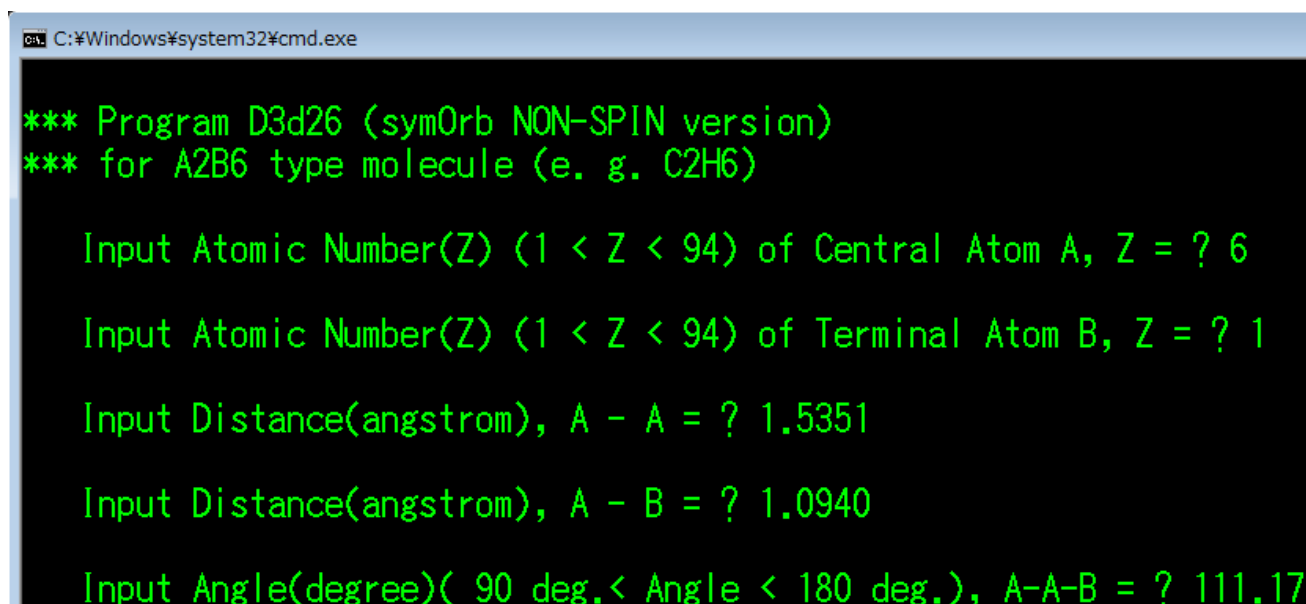 C:¥Windows¥system32¥cmd.exe
*** Program D3d26 (symOrb NON-SPIN version)
*** for A2B6 type molecule (e. g. C2H6)
Input Atomic Number(Z) (1 < Z < 94) of Central Atom A, Z = ? 6
Input Atomic Number(Z) (1 < Z < 94) of Terminal Atom B, Z = ? 1
Input Distance(angstrom), A - A = ? 1.5351
Input Distance(angstrom), A - B = ? 1.0940
Input Angle(degree)( 90 deg.< Angle < 180 deg.), A-A-B = ? 111.17